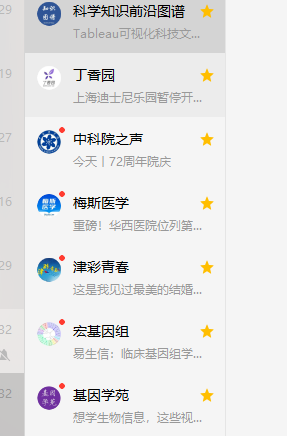 29
知识
图谱
科学知识前沿图谱
Tableau可视化科技文...
19
丁香园
丁香园
上海迪士尼乐园暂停开...
27
中科院之声
今天丨72周年院庆
16
梅斯
医学
梅斯医学
重磅！华西医院位列第...
29
津彩青春
这是我见过最美的结婚...
32
宏基因组
易生信：临床基因组学...
32
基因
学苑
基因学苑
想学生物信息，这些视...